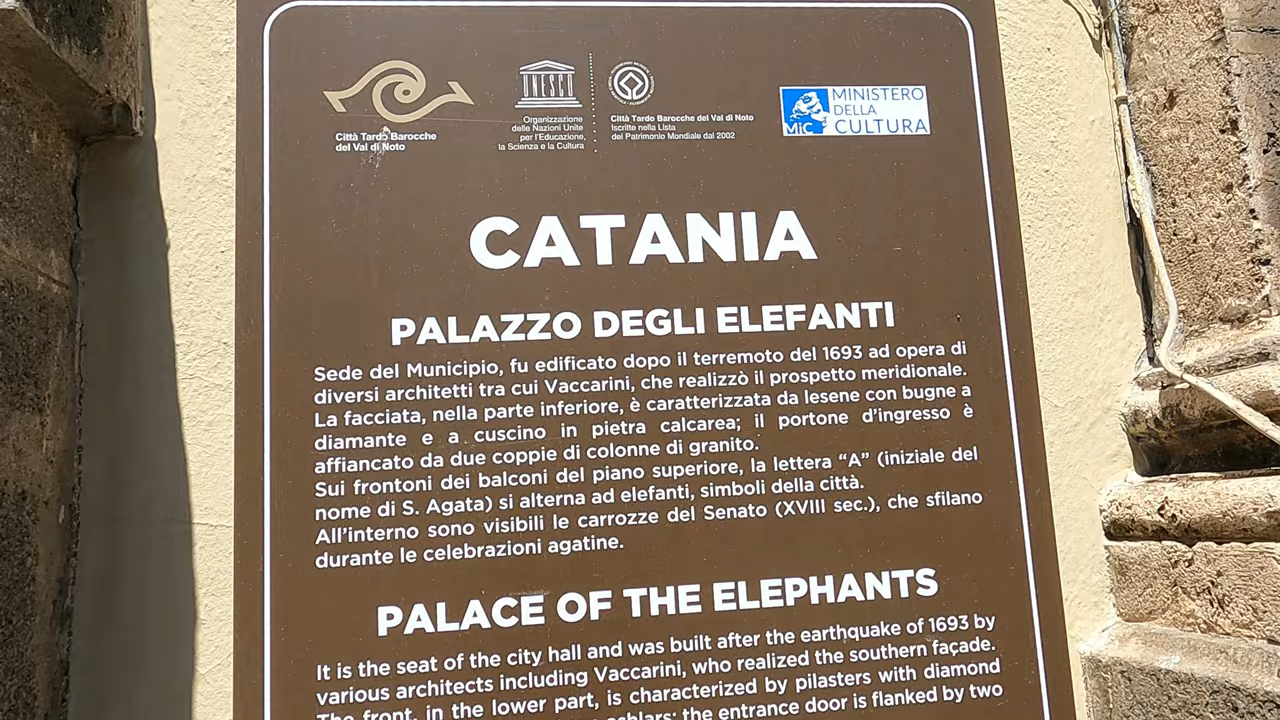 Città Tardo Barocche
del Val di Noto
UNESCO
Organizzazione
delle Nazioni Unite
per l'Educazione,
la Scienza e la Cultura
Città Tardo Barocche del Val di Noto
Iscritte nella Lista
del Patrimonio Mondiale dal 2002
MiC
MINISTERO
DELLA
CULTURA
CATANIA
PALAZZO DEGLI ELEFANTI
Sede del Municipio, fu edificato dopo il terremoto del 1693 ad opera di
diversi architetti tra cui Vaccarini, che realizzò il prospetto meridionale.
La facciata, nella parte inferiore, è caratterizzata da lesene con bugne a
diamante e a cuscino in pietra calcarea; il portone d'ingresso è
affiancato da due coppie di colonne di granito.
Sui frontoni dei balconi del piano superiore, la lettera “A” (iniziale del
nome di S. Agata) si alterna ad elefanti, simboli della città.
All'interno sono visibili le carrozze del Senato (XVIII sec.), che sfilano
durante le celebrazioni agatine.
PALACE OF THE ELEPHANTS
It is the seat of the city hall and was built after the earthquake of 1693 by
various architects including Vaccarini, who realized the southern façade.
The front, in the lower part, is characterized by pilasters with diamond
ashlars; the entrance door is flanked by two